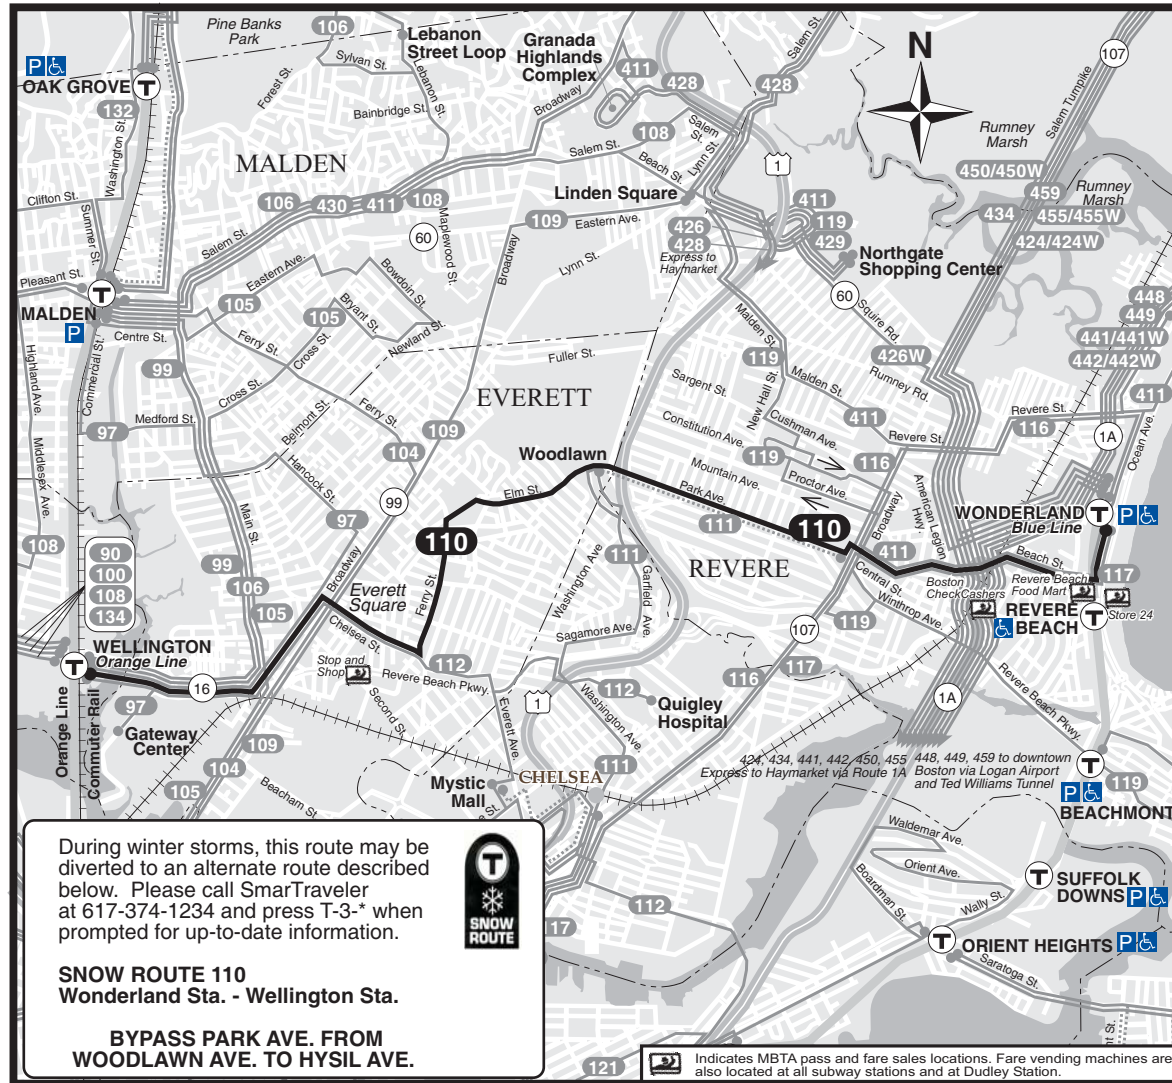 Pine Banks
Park
106
Lebanon
Street Loop
Granada
Highlands
Complex
411
428
428
Salem St.
N
107
Salem Turnpike
P
OAK GROVE
T
132
Washington St.
Forest St.
Sylvan St.
Lebanon St.
Bainbridge St.
Broadway
MALDEN
Salem St.
108
Salem
St.
Beach St.
Lynn St.
1
Rumney
Marsh
450/450W
459
Rumney
Marsh
434
455/455W
424/424W
Clifton St.
Summer St.
106
430
411
108
Linden Square
109
Eastern Ave.
60
Maplewood St.
Broadway
Lynn St.
426
428
Express to
Haymarket
411
119
429
Northgate
Shopping Center
60
Squire Rd.
Salem St.
Pleasant St.
T
MALDEN
P
Eastern Ave.
105
Bowdoin St.
Bryant St.
105
Newland St.
Cross St.
Ferry St.
Centre St.
Commercial St.
Highland Ave.
99
Cross St.
Fuller St.
Malden St.
119
Malden St.
New Hall St.
Sargent St.
426W
Rumney Rd.
448
449
441/441W
442/442W
411
EVERETT
Medford St.
97
Belmont St.
Ferry St.
109
104
Hancock St.
Woodlawn
Constitution Ave.
Cushman Ave.
119
411
Revere St.
116
Revere St.
116
1A
Ocean Ave.
Middlesex Ave.
Main St.
97
99
Elm St.
Mountain Ave.
Park Ave.
Proctor Ave.
Broadway
American Legion
Hwy.
WONDERLAND
Blue Line
T
P
108
90
100
108
134
99
106
105
Broadway
110
Ferry St.
111
110
411
Washington Ave
111
Garfield Ave.
REVERE
Central St.
Beach St.
117
Boston
CheckCashers
Revere Beach
Food Mart
Store 24
REVERE
BEACH
T
Everett
Square
Chelsea St.
Winthrop Ave.
119
107
WELLINGTON
Orange Line
T
16
Sagamore Ave.
112
Stop and
Shop
Revere Beach Pkwy.
Second St.
Everett Ave.
1
112
Washington Ave.
Quigley
Hospital
116
117
1A
Revere Beach Pkwy.
Orange Line
Commuter Rail
97
Gateway
Center
109
104
105
Beacham St.
Mystic
Mall
CHELSEA
111
424, 434, 441, 442, 450, 455
Express to Haymarket via Route 1A
448, 449, 459 to downtown
Boston via Logan Airport
and Ted Williams Tunnel
T
P
119
BEACHMONT
Waldemar Ave.
Orient Ave.
Boardman St.
Wally St.
T
SUFFOLK
DOWNS
P
T
ORIENT HEIGHTS
P
Saratoga St.
112
117
121
During winter storms, this route may be
diverted to an alternate route described
below. Please call SmarTraveler
at 617-374-1234 and press T-3-* when
prompted for up-to-date information.
T
SNOW
ROUTE
SNOW ROUTE 110
Wonderland Sta. - Wellington Sta.
BYPASS PARK AVE. FROM
WOODLAWN AVE. TO HYSIL AVE.
Indicates MBTA pass and fare sales locations. Fare vending machines are
also located at all subway stations and at Dudley Station.